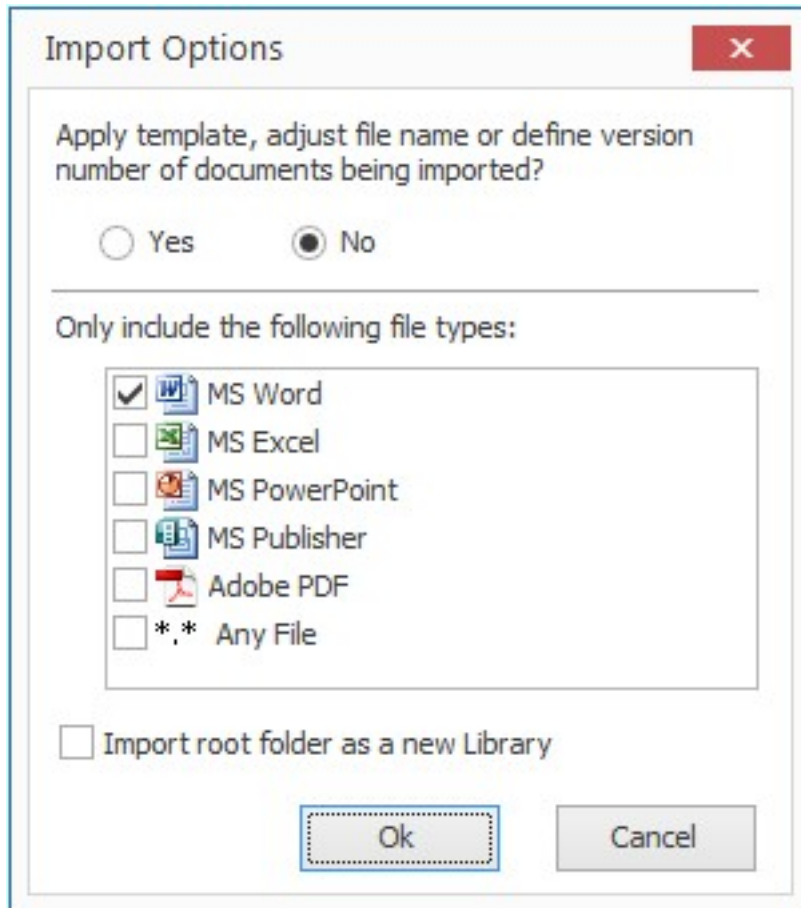 Import Options
Apply template, adjust file name or define version
number of documents being imported?
Yes No
Only include the following file types:
MS Word
MS Excel
MS PowerPoint
MS Publisher
Adobe PDF
*.* Any File
Import root folder as a new Library
Ok Cancel